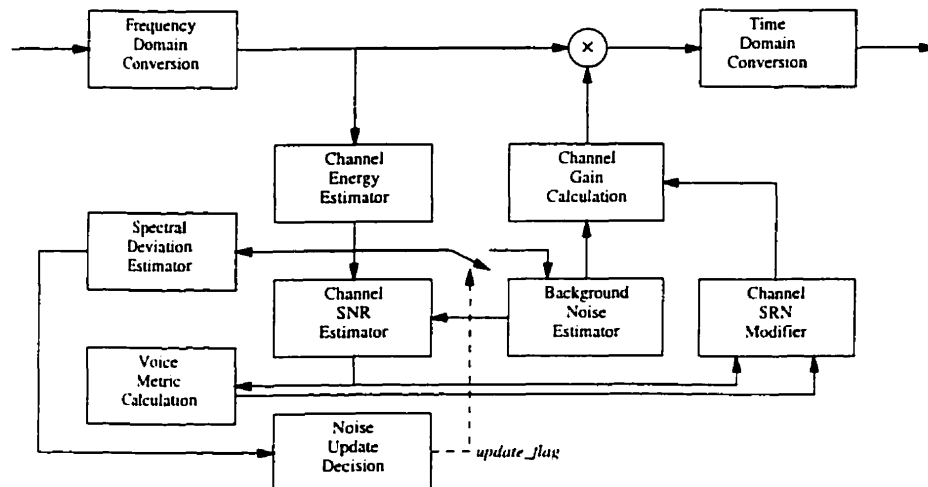 Frequency
Domain
Conversion
×
Time
Domain
Conversion
Channel
Energy
Estimator
Channel
Gain
Calculation
Spectral
Deviation
Estimator
Channel
SNR
Estimator
Background
Noise
Estimator
Channel
SRN
Modifier
Voice
Metric
Calculation
Noise
Update
Decision
update_flag